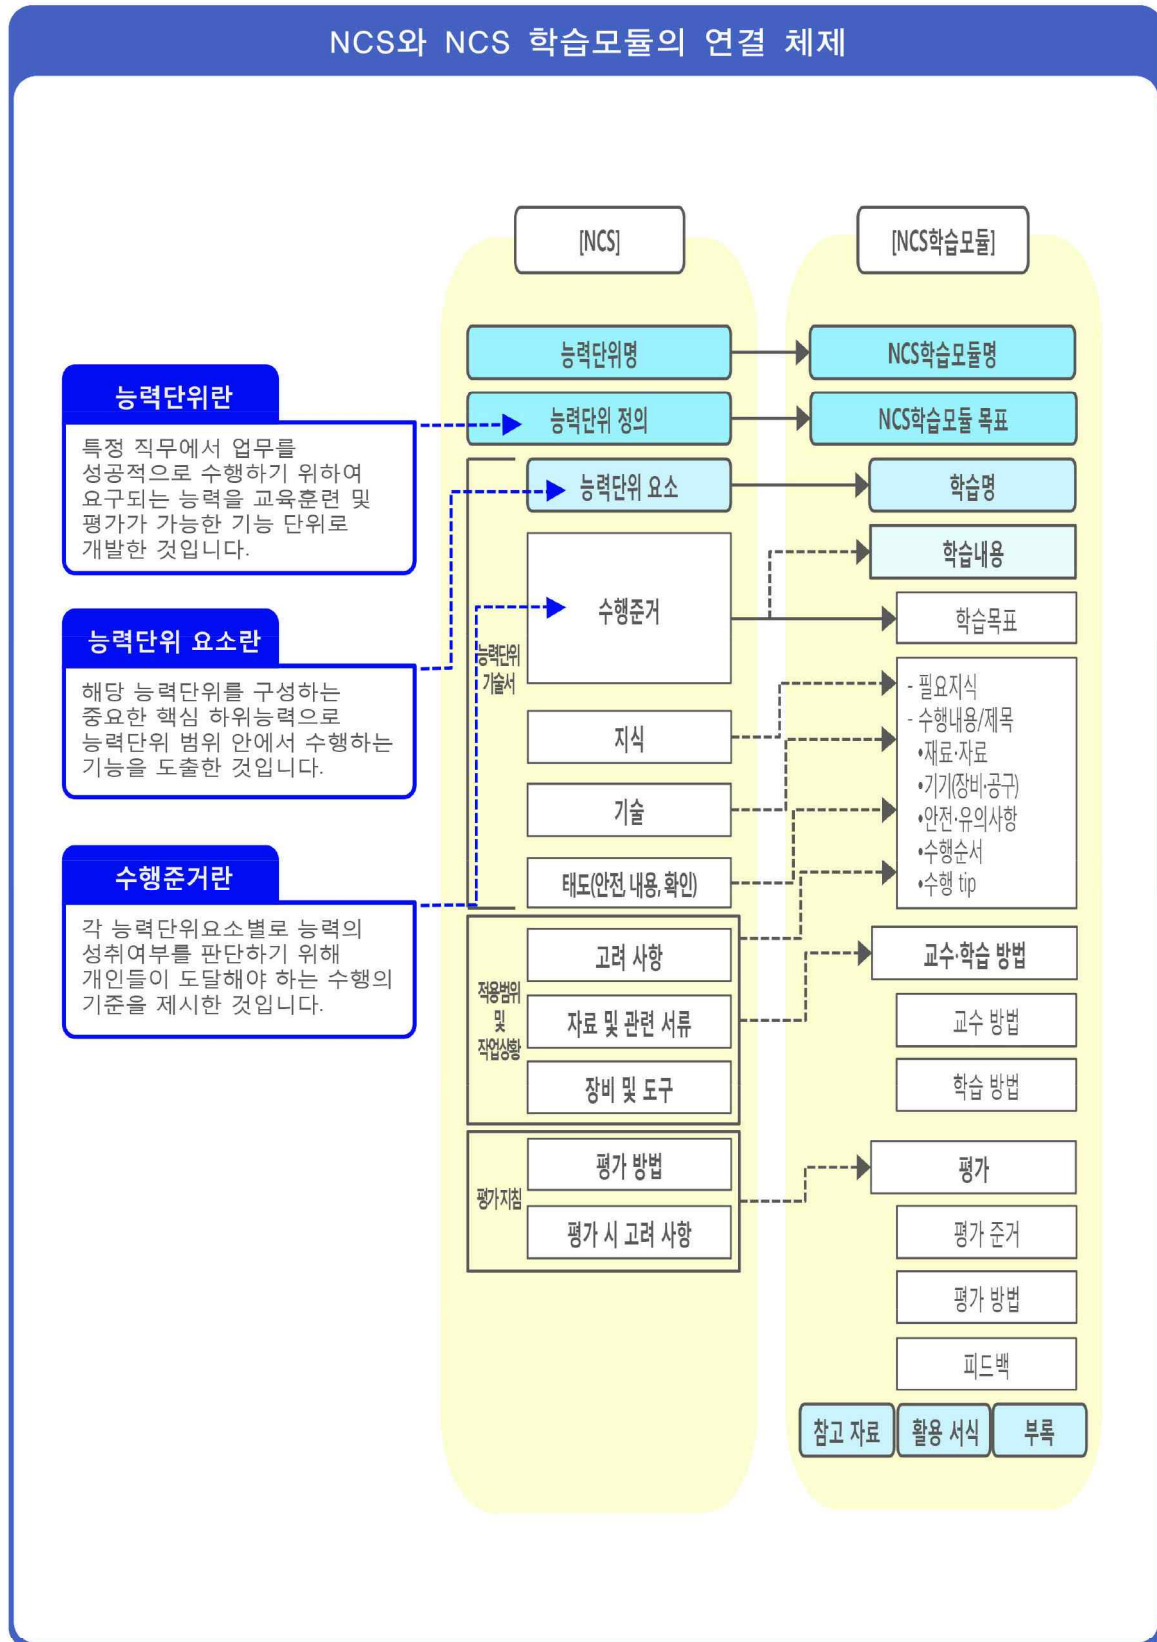 NCS와 NCS 학습모듈의 연결 체제
[NCS]
[NCS학습모듈]
능력단위명
NCS학습모듈명
능력단위 정의
NCS학습모듈 목표
능력단위란
특정 직무에서 업무를
성공적으로 수행하기 위하여
요구되는 능력을 교육훈련 및
평가가 가능한 기능 단위로
개발한 것입니다.
능력단위 요소란
해당 능력단위를 구성하는
중요한 핵심 하위능력으로
능력단위 범위 안에서 수행하는
기능을 도출한 것입니다.
수행준거란
각 능력단위요소별로 능력의
성취여부를 판단하기 위해
개인들이 도달해야 하는 수행의
기준을 제시한 것입니다.
능력단위
기술서
능력단위 요소
수행준거
지식
기술
태도(안전, 내용, 확인)
적용범위
및
작업상황
고려 사항
자료 및 관련 서류
장비 및 도구
평가지침
평가 방법
평가 시 고려 사항
학습명
학습내용
학습목표
- 필요지식
- 수행내용/제목
•재료·자료
•기기(장비·공구)
•안전·유의사항
•수행순서
•수행 tip
교수·학습 방법
교수 방법
학습 방법
평가
평가 준거
평가 방법
피드백
참고 자료
활용 서식
부록